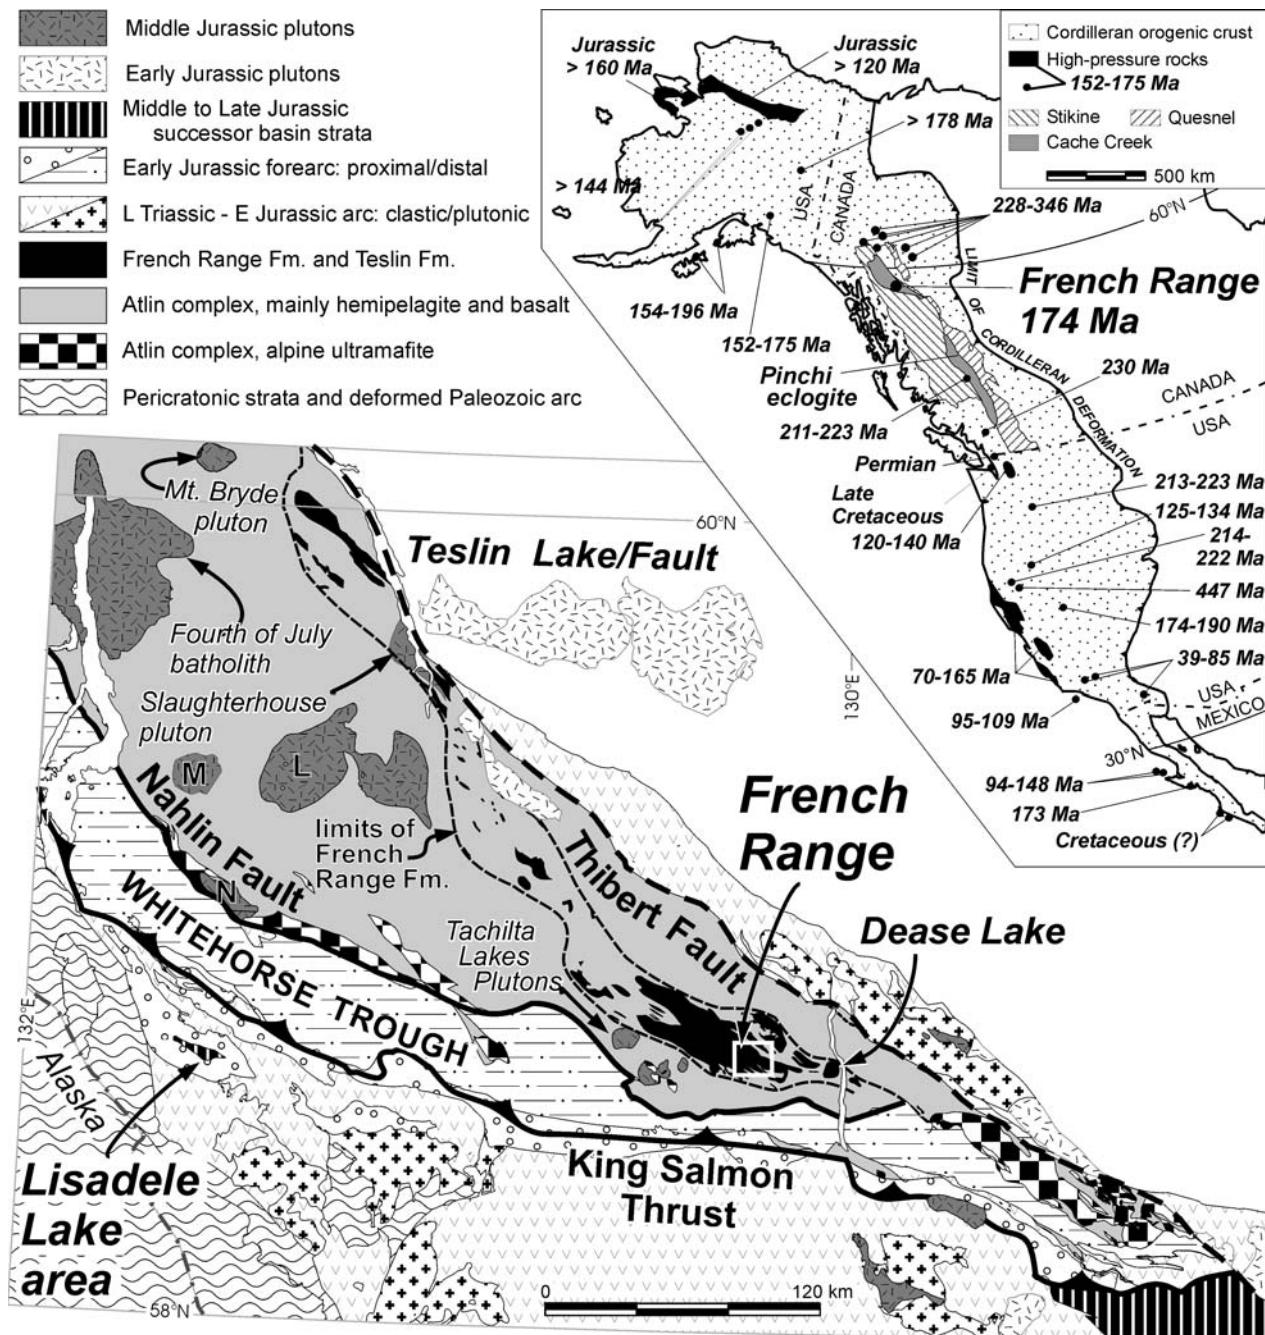 Middle Jurassic plutons
Early Jurassic plutons
Middle to Late Jurassic
successor basin strata
Early Jurassic forearc: proximal/distal
L Triassic - E Jurassic arc: clastic/plutonic
French Range Fm. and Teslin Fm.
Atlin complex, mainly hemipelagite and basalt
Atlin complex, alpine ultramafite
Pericratonic strata and deformed Paleozoic arc
Cordilleran orogenic crust
High-pressure rocks
152-175 Ma
Stikine
Quesnel
Cache Creek
500 km
Jurassic
> 160 Ma
Jurassic
> 120 Ma
> 178 Ma
> 144 Ma
USA
CANADA
228-346 Ma
60°N
LIMIT OF CORDILLERAN DEFORMATION
French Range
174 Ma
154-196 Ma
152-175 Ma
Pinchi
eclogite
230 Ma
211-223 Ma
CANADA
USA
Permian
Late
Cretaceous
120-140 Ma
213-223 Ma
125-134 Ma
214-
222 Ma
447 Ma
174-190 Ma
70-165 Ma
39-85 Ma
95-109 Ma
USA
MEXICO
30°N
94-148 Ma
173 Ma
Cretaceous (?)
130°E
Mt. Bryde
pluton
60°N
Teslin Lake/Fault
Fourth of July
batholith
Slaughterhouse
pluton
M
L
N
Nahlin Fault
limits of
French
Range Fm.
Thibert Fault
French
Range
Dease Lake
WHITEHORSE TROUGH
Tachilta
Lakes
Plutons
132°E
Alaska
Lisadele
Lake
area
King Salmon
Thrust
58°N
0
120 km